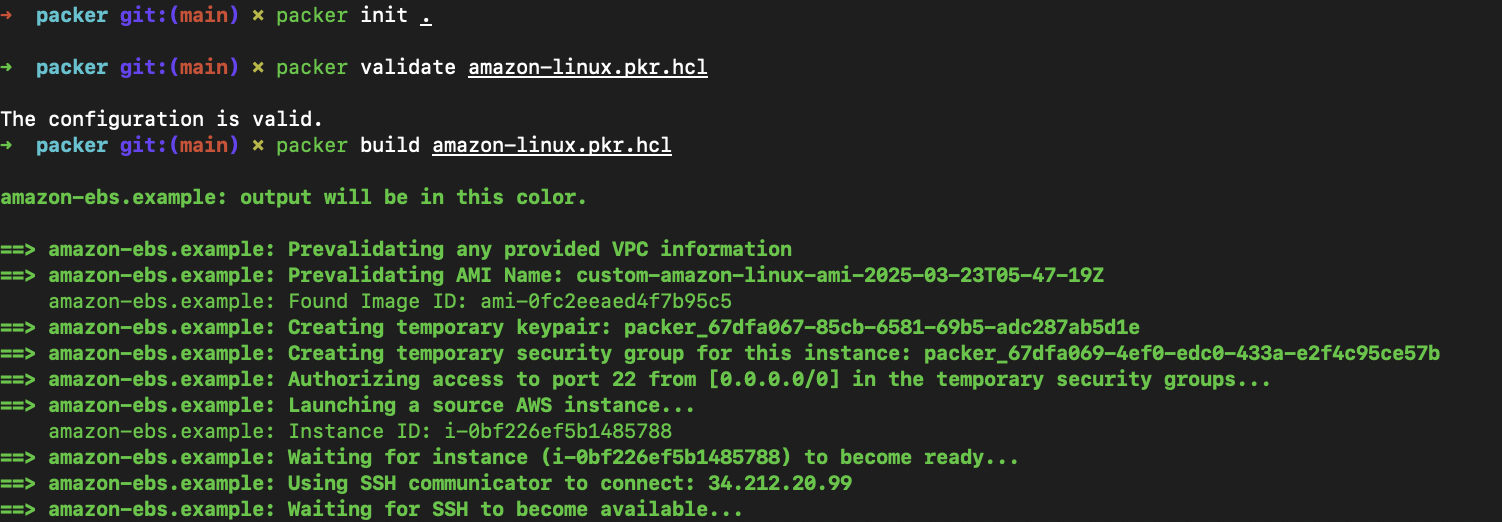 → packer git:(main) × packer init .
→ packer git:(main) × packer validate amazon-linux.pkr.hcl
The configuration is valid.
→ packer git:(main) × packer build amazon-linux.pkr.hcl
amazon-ebs.example: output will be in this color.
==> amazon-ebs.example: Prevalidating any provided VPC information
==> amazon-ebs.example: Prevalidating AMI Name: custom-amazon-linux-ami-2025-03-23T05-47-19Z
amazon-ebs.example: Found Image ID: ami-0fc2eeaed4f7b95c5
==> amazon-ebs.example: Creating temporary keypair: packer_67dfa067-85cb-6581-69b5-adc287ab5d1e
==> amazon-ebs.example: Creating temporary security group for this instance: packer_67dfa069-4ef0-edc0-433a-e2f4c95ce57b
==> amazon-ebs.example: Authorizing access to port 22 from [0.0.0.0/0] in the temporary security groups...
==> amazon-ebs.example: Launching a source AWS instance...
amazon-ebs.example: Instance ID: i-0bf226ef5b1485788
==> amazon-ebs.example: Waiting for instance (i-0bf226ef5b1485788) to become ready...
==> amazon-ebs.example: Using SSH communicator to connect: 34.212.20.99
==> amazon-ebs.example: Waiting for SSH to become available...